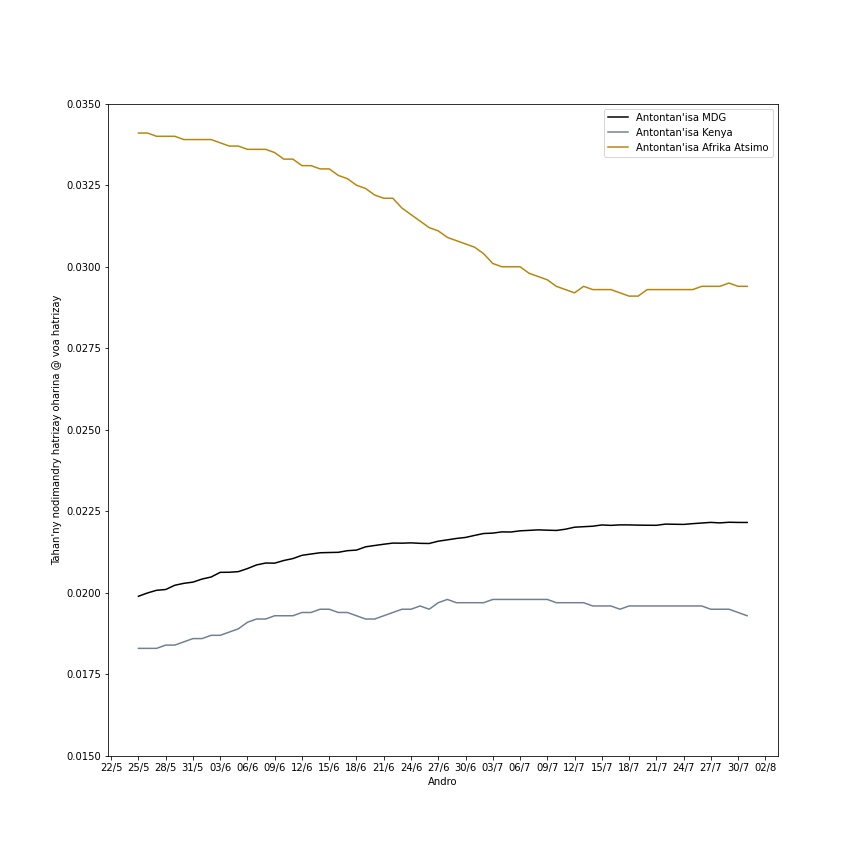 Antontan'isa MDG
Antontan'isa Kenya
Antontan'isa Afrika Atsimo
0.0350
0.0325
0.0300
0.0275
0.0250
0.0225
0.0200
0.0175
0.0150
Tahan'ny nodimandry hatrizay oharina @ voa hatrizay
22/5 25/5 28/5 31/5 03/6 06/6 09/6 12/6 15/6 18/6 21/6 24/6 27/6 30/6 03/7 06/7 09/7 12/7 15/7 18/7 21/7 24/7 27/7 30/7 02/8
Andro